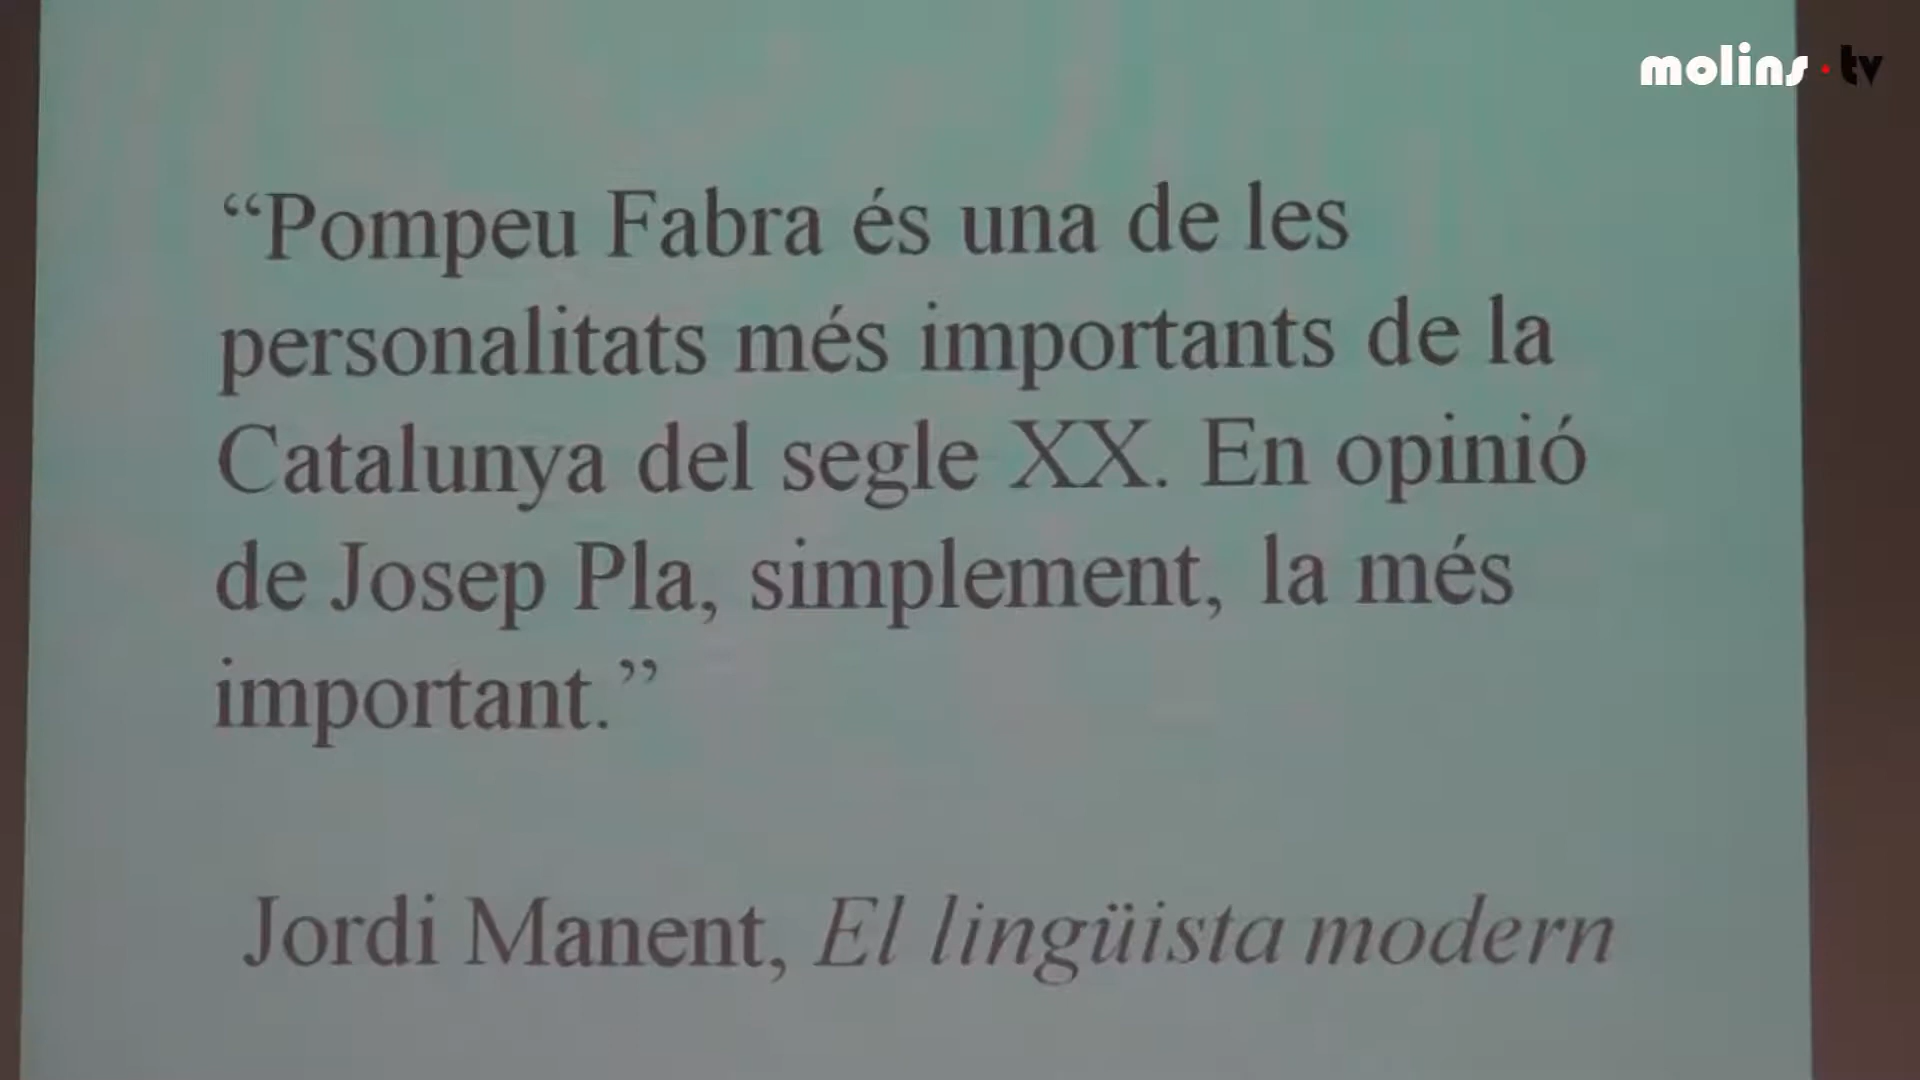 molins·tv
“Pompeu Fabra és una de les
personalitats més importants de la
Catalunya del segle XX. En opinió
de Josep Pla, simplement, la més
important.”
Jordi Manent, El lingüista modern